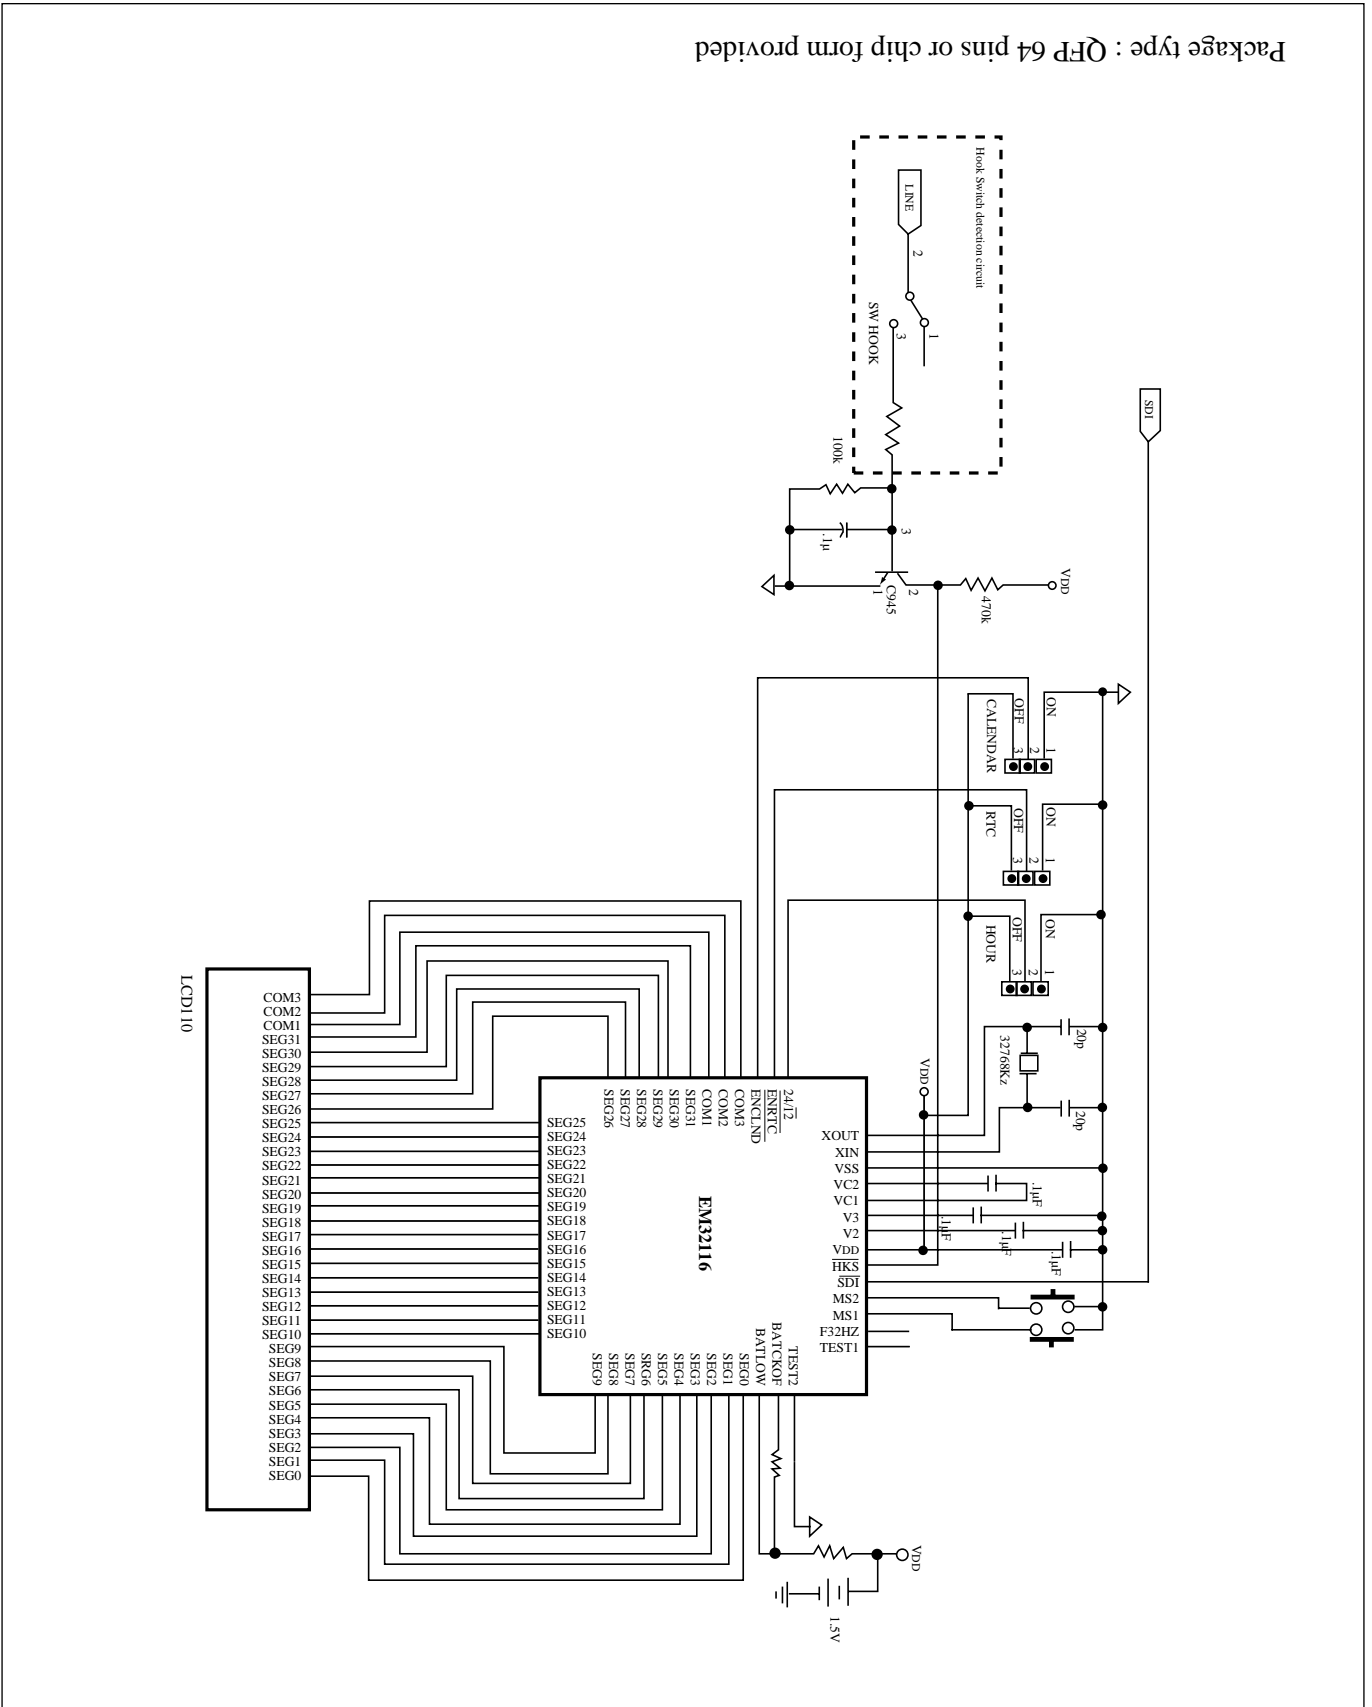 Package type : QFP 64 pins or chip form provided
Hook Switch detection circuit
LINE
2
1
3
SW HOOK
SDI
100k
.1µ
3
C945
2
1
470k
VDD
ON
OFF
CALENDAR
1
2
3
ON
OFF
RTC
1
2
3
ON
OFF
HOUR
1
2
3
20p
32768Kz
20p
VDD
.1µF
.1µF
.1µF
.1µF
LCD110
COM3
COM2
COM1
SEG31
SEG30
SEG29
SEG28
SEG27
SEG26
SEG25
SEG24
SEG23
SEG22
SEG21
SEG20
SEG19
SEG18
SEG17
SEG16
SEG15
SEG14
SEG13
SEG12
SEG11
SEG10
SEG9
SEG8
SEG7
SEG6
SEG5
SEG4
SEG3
SEG2
SEG1
SEG0
EM32116
24/12
ENRTC
ENCLND
COM3
COM2
COM1
SEG31
SEG30
SEG29
SEG28
SEG27
SEG26
SEG25
SEG24
SEG23
SEG22
SEG21
SEG20
SEG19
SEG18
SEG17
SEG16
SEG15
SEG14
SEG13
SEG12
SEG11
SEG10
XOUT
XIN
VSS
VC2
VC1
V3
V2
VDD
HKS
SDI
MS2
MS1
F32HZ
TEST1
TEST2
BATCKOF
BATLOW
SEG0
SEG1
SEG2
SEG3
SEG4
SEG5
SRG6
SEG7
SEG8
SEG9
VDD
1.5V